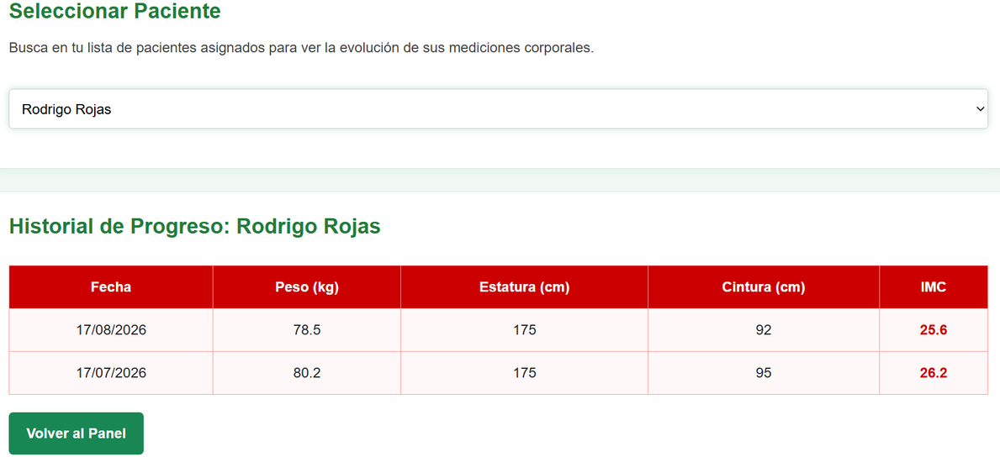 Seleccionar Paciente
Busca en tu lista de pacientes asignados para ver la evolución de sus mediciones corporales.
Rodrigo Rojas
Historial de Progreso: Rodrigo Rojas
Fecha Peso (kg) Estatura (cm) Cintura (cm) IMC
17/08/2026 78.5 175 92 25.6
17/07/2026 80.2 175 95 26.2
Volver al Panel